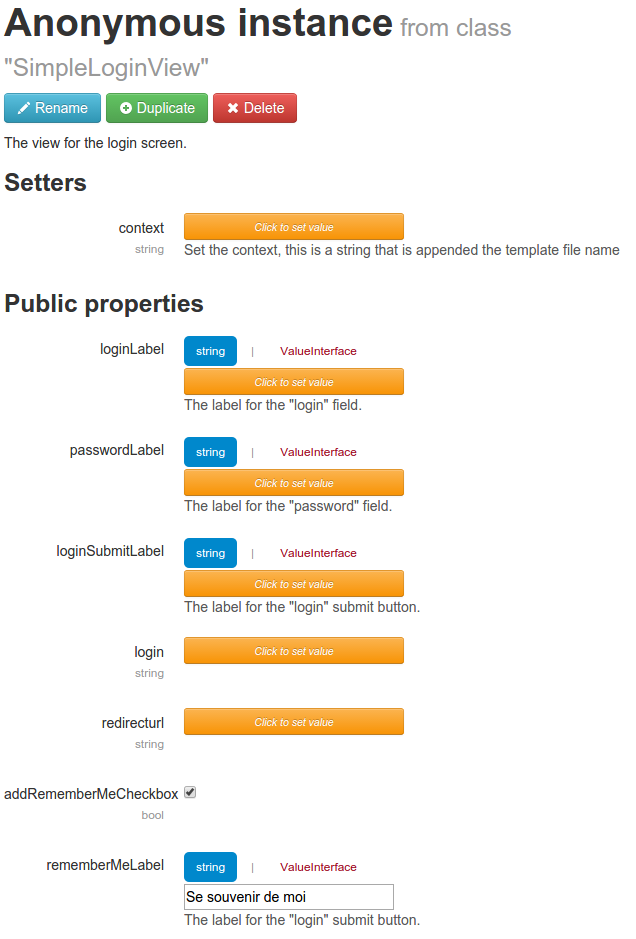 Anonymous instance from class
"SimpleLoginView"
Rename Duplicate Delete
The view for the login screen.
Setters
context Click to set value
string Set the context, this is a string that is appended the template file name
Public properties
loginLabel string | ValueInterface
Click to set value
The label for the "login" field.
passwordLabel string | ValueInterface
Click to set value
The label for the "password" field.
loginSubmitLabel string | ValueInterface
Click to set value
The label for the "login" submit button.
login Click to set value
string
redirecturl Click to set value
string
addRememberMeCheckbox
bool
rememberMeLabel string | ValueInterface
Se souvenir de moi
The label for the "login" submit button.